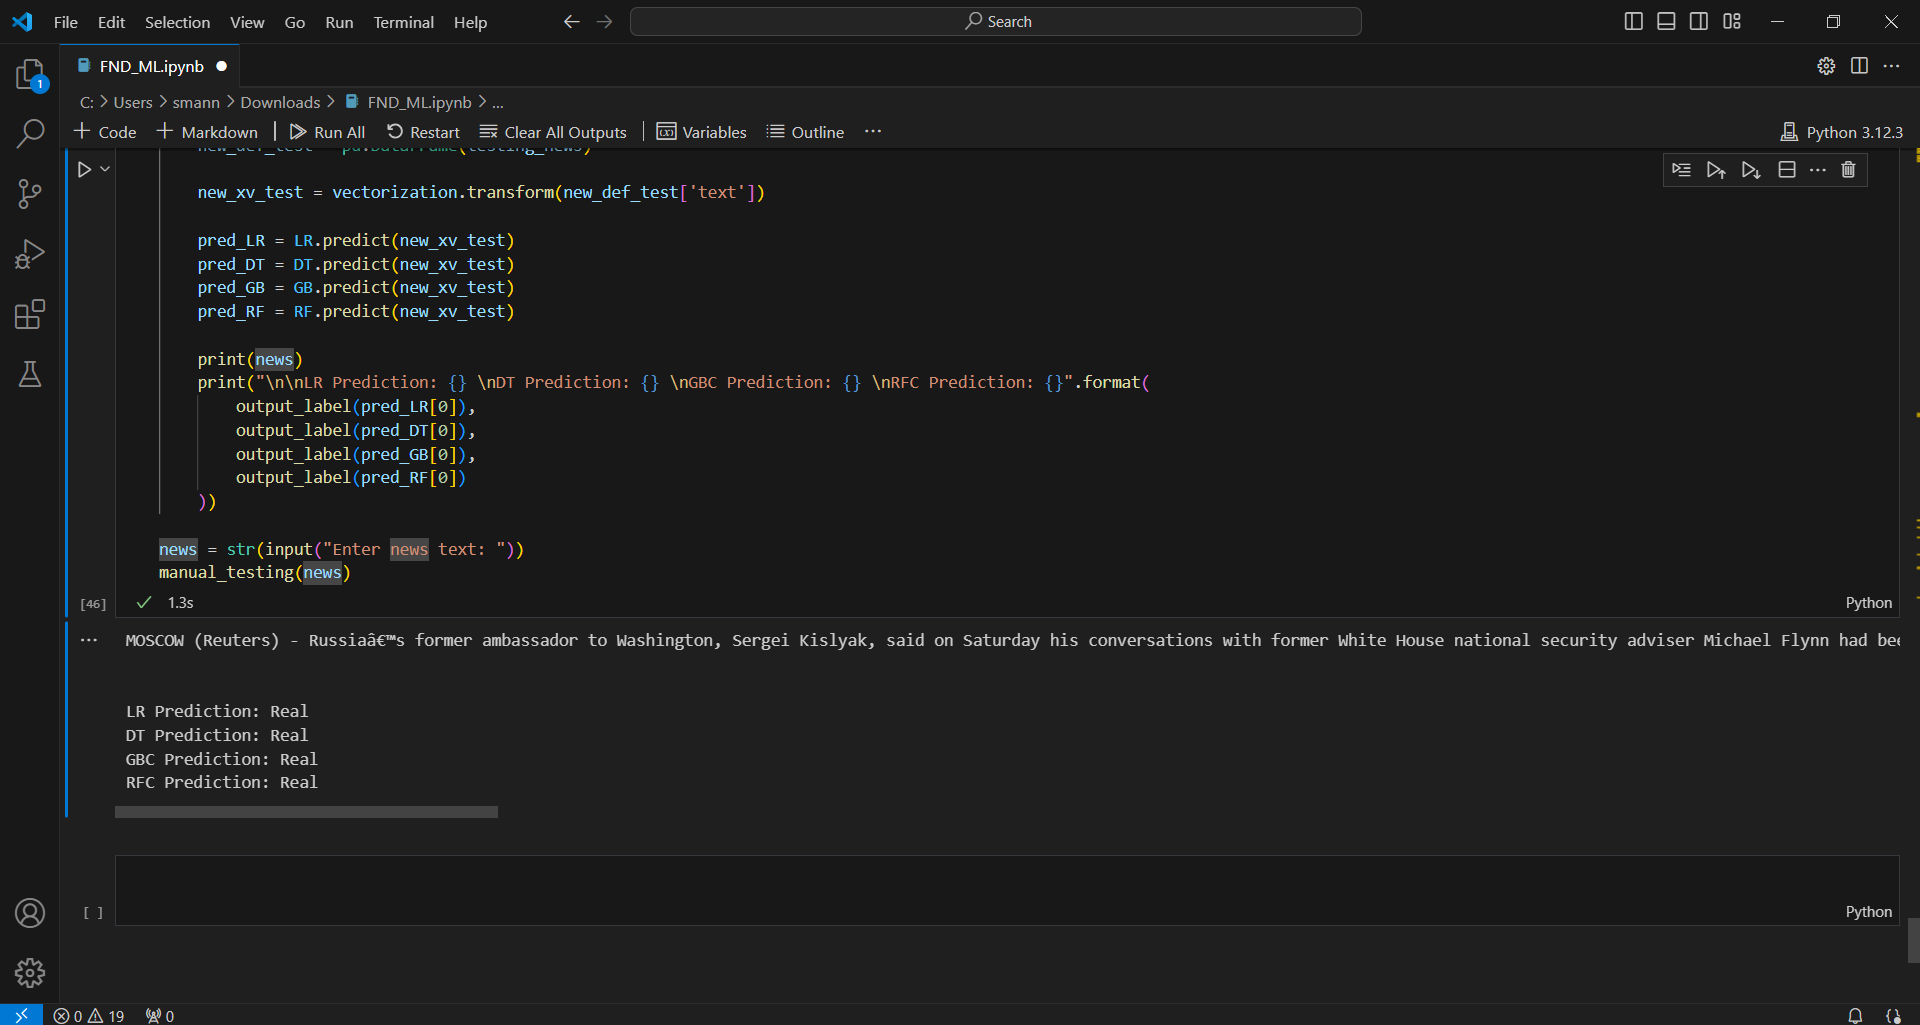 File Edit Selection View Go Run Terminal Help Search
1
FND_ML.ipynb
C: > Users > smann > Downloads > FND_ML.ipynb > ...
+ Code + Markdown | Run All Restart Clear All Outputs | Variables Outline ... Python 3.12.3
new_def_test = pd.DataFrame(testing_news)
new_xv_test = vectorization.transform(new_def_test['text'])
pred_LR = LR.predict(new_xv_test)
pred_DT = DT.predict(new_xv_test)
pred_GB = GB.predict(new_xv_test)
pred_RF = RF.predict(new_xv_test)
print(news)
print("\n\nLR Prediction: {} \nDT Prediction: {} \nGBC Prediction: {} \nRFC Prediction: {}".format(
output_label(pred_LR[0]),
output_label(pred_DT[0]),
output_label(pred_GB[0]),
output_label(pred_RF[0])
))
news = str(input("Enter news text: "))
manual_testing(news)
[46] ✓ 1.3s Python
... MOSCOW (Reuters) - Russiaâ€™s former ambassador to Washington, Sergei Kislyak, said on Saturday his conversations with former White House national security adviser Michael Flynn had bee
LR Prediction: Real
DT Prediction: Real
GBC Prediction: Real
RFC Prediction: Real
[ ] Python
0 19 0